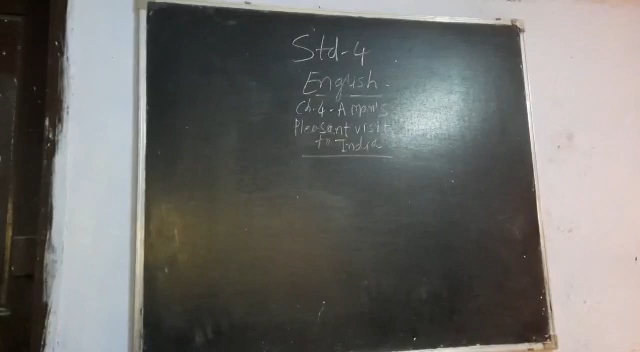 Std-4
English
Ch.4. A man's
Pleasant visit
to India